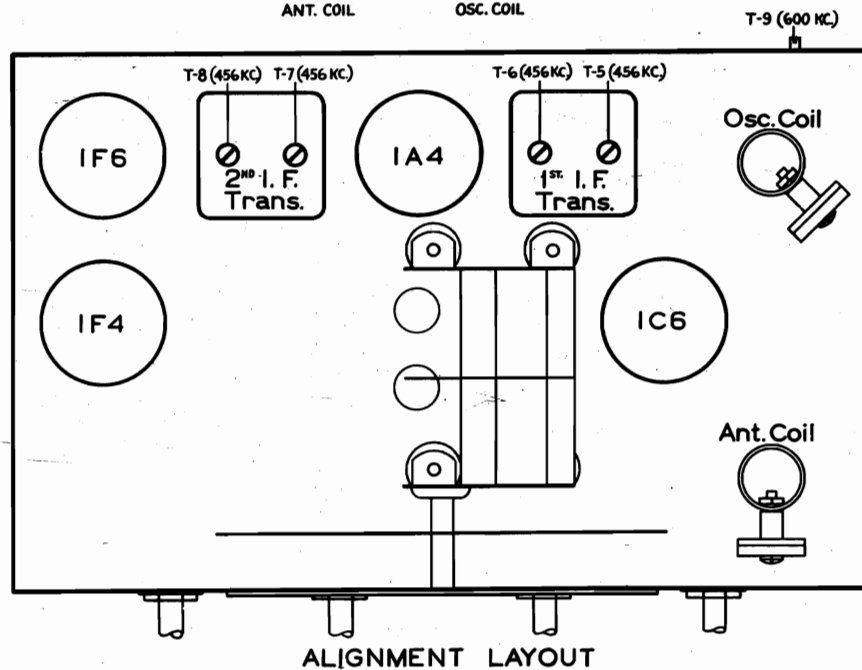 ANT. COIL OSC. COIL
T-9 (600 KC.)
T-8 (456 KC.) T-7 (456 KC.) T-6 (456 KC.) T-5 (456 KC.)
Osc. Coil
1F6 2ND I. F. Trans. 1A4 1ST. I. F. Trans.
1F4 1C6
Ant. Coil
ALIGNMENT LAYOUT